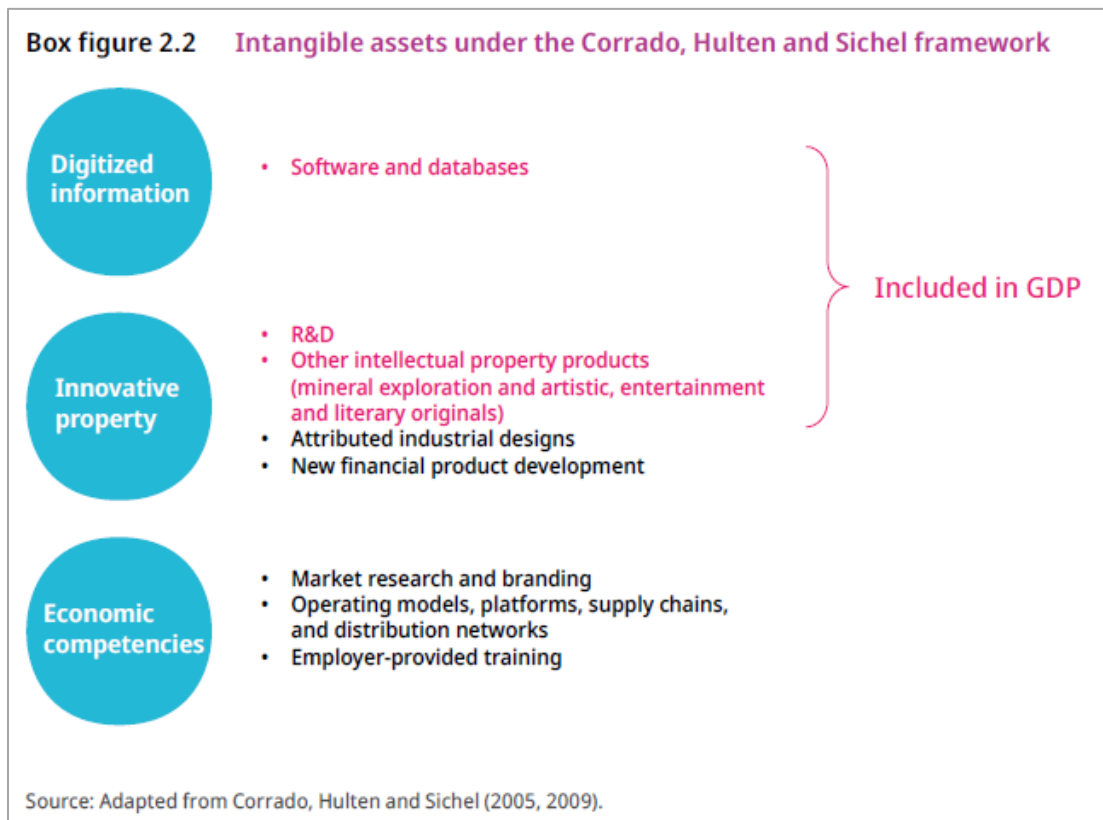 Box figure 2.2 Intangible assets under the Corrado, Hulten and Sichel framework
Digitized
information
• Software and databases
Included in GDP
Innovative
property
• R&D
• Other intellectual property products
(mineral exploration and artistic, entertainment
and literary originals)
• Attributed industrial designs
• New financial product development
Economic
competencies
• Market research and branding
• Operating models, platforms, supply chains,
and distribution networks
• Employer-provided training
Source: Adapted from Corrado, Hulten and Sichel (2005, 2009).